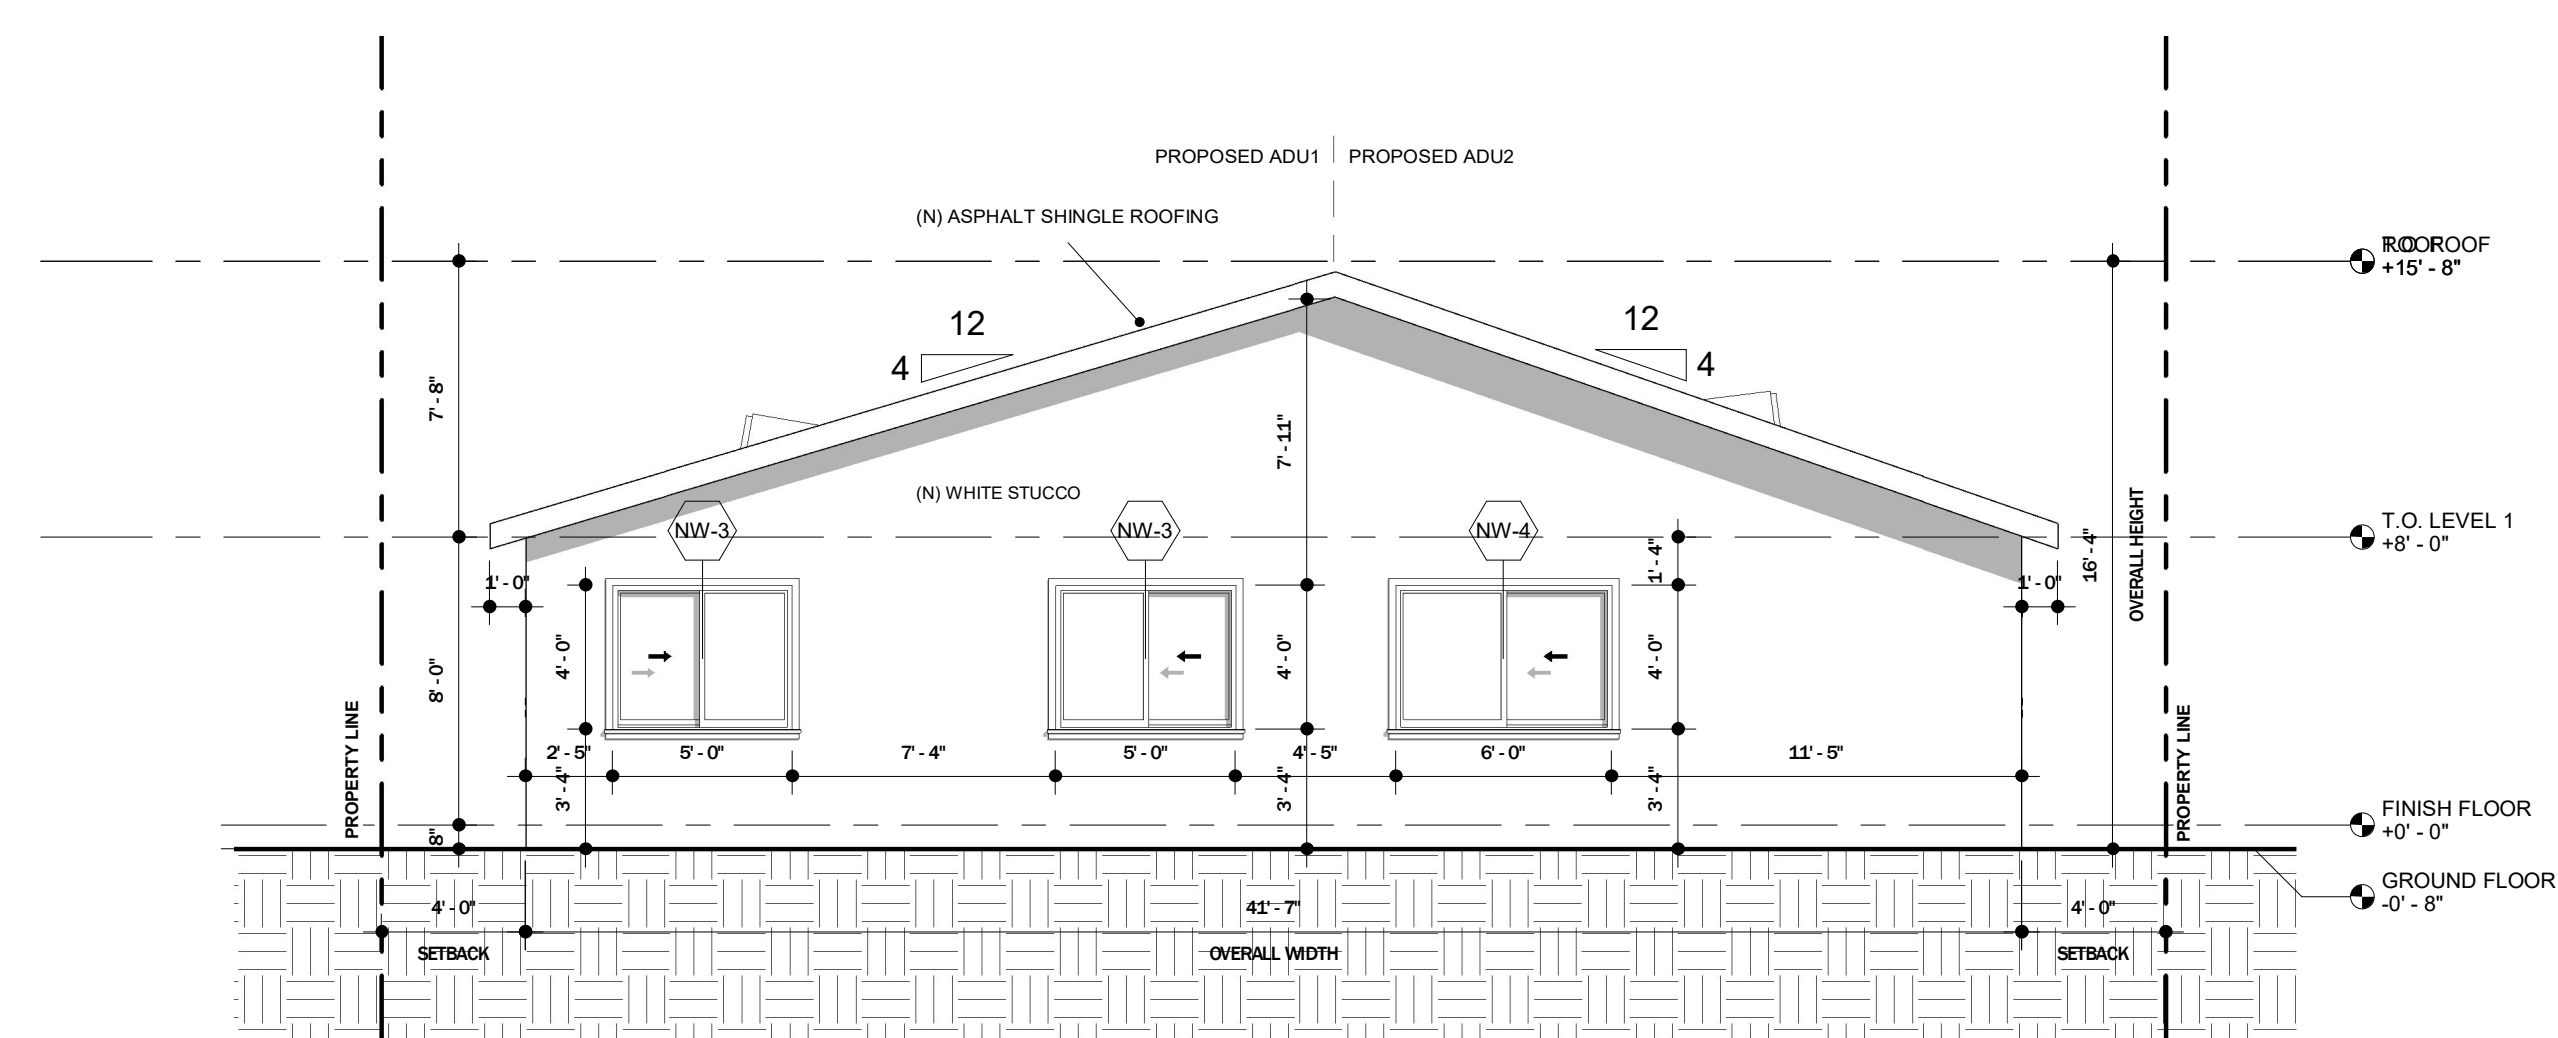 PROPOSED ADU1 PROPOSED ADU2
(N) ASPHALT SHINGLE ROOFING
+15' - 8"
12
4
12
4
7' - 8"
7' - 11"
(N) WHITE STUCCO
NW-3
NW-3
NW-4
T.O. LEVEL 1
+8' - 0"
1' - 4"
16' - 4"
OVERALL HEIGHT
1' - 0"
1' - 0"
8' - 0"
4' - 0"
4' - 0"
4' - 0"
2' - 5"
5' - 0"
7' - 4"
5' - 0"
4' - 5"
6' - 0"
11' - 5"
3' - 4"
3' - 4"
3' - 4"
PROPERTY LINE
PROPERTY LINE
8"
FINISH FLOOR
+0' - 0"
GROUND FLOOR
-0' - 8"
4' - 0"
41' - 7"
4' - 0"
SETBACK
OVERALL WIDTH
SETBACK